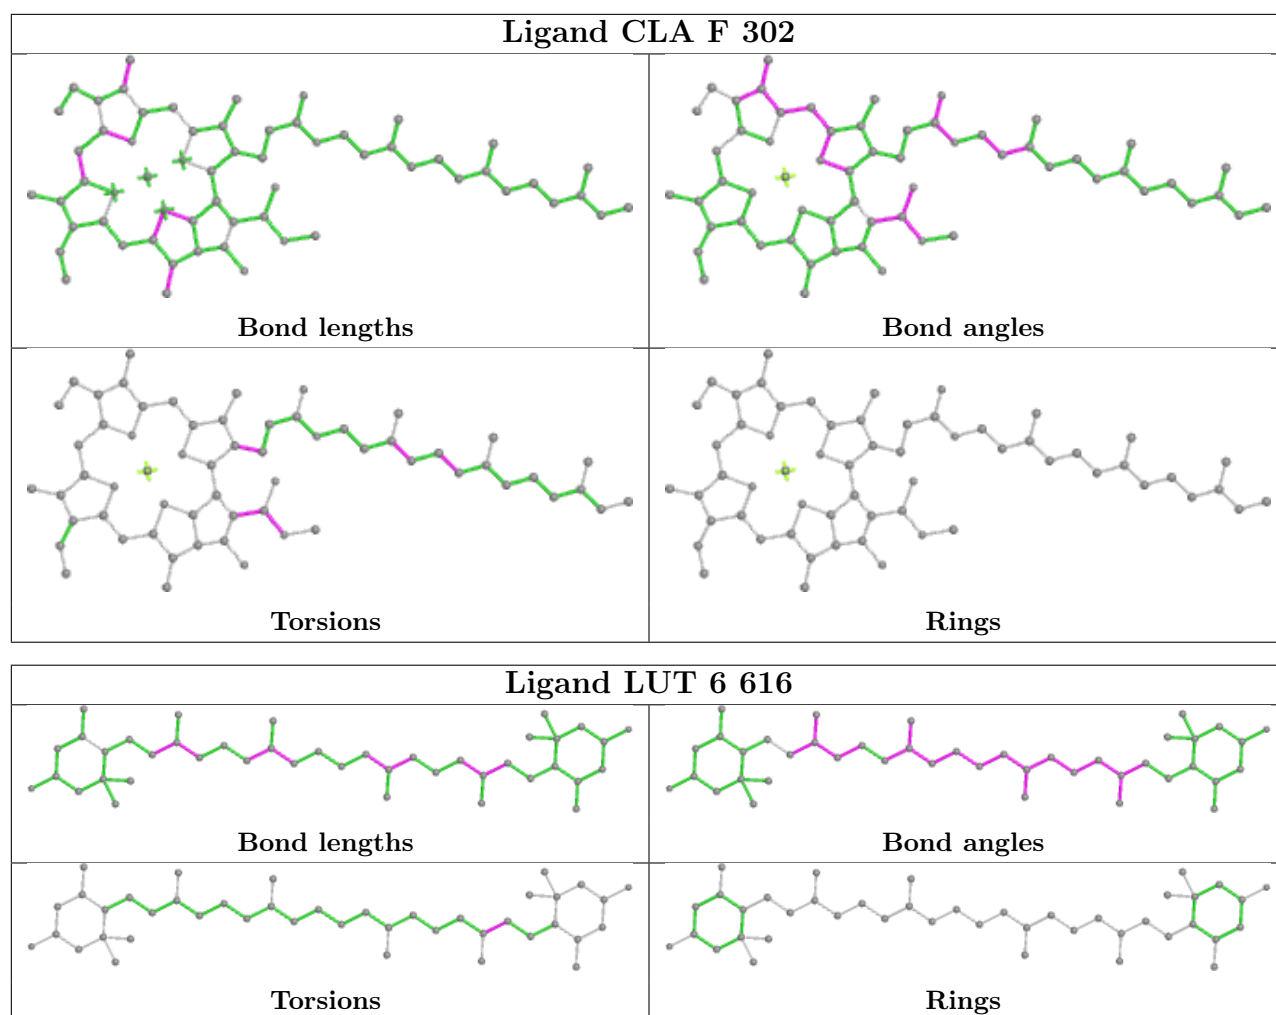 Ligand CLA F 302
Bond lengths
Bond angles
Torsions
Rings
Ligand LUT 6 616
Bond lengths
Bond angles
Torsions
Rings